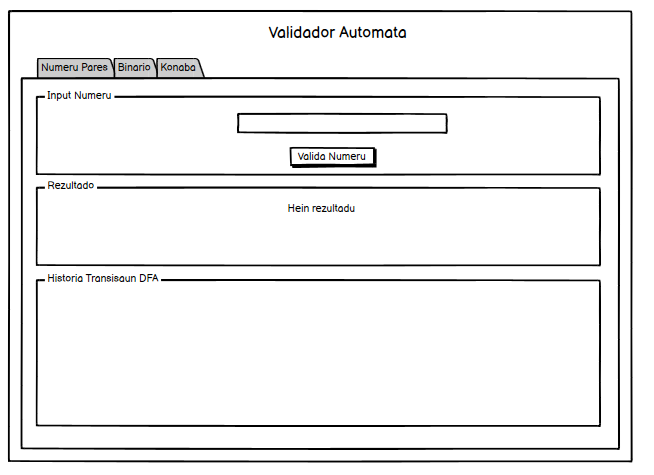 Validador Automata
Numeru Pares Binario Konaba
Input Numeru
Valida Numeru
Rezultado
Hein rezultadu
Historia Transisaun DFA